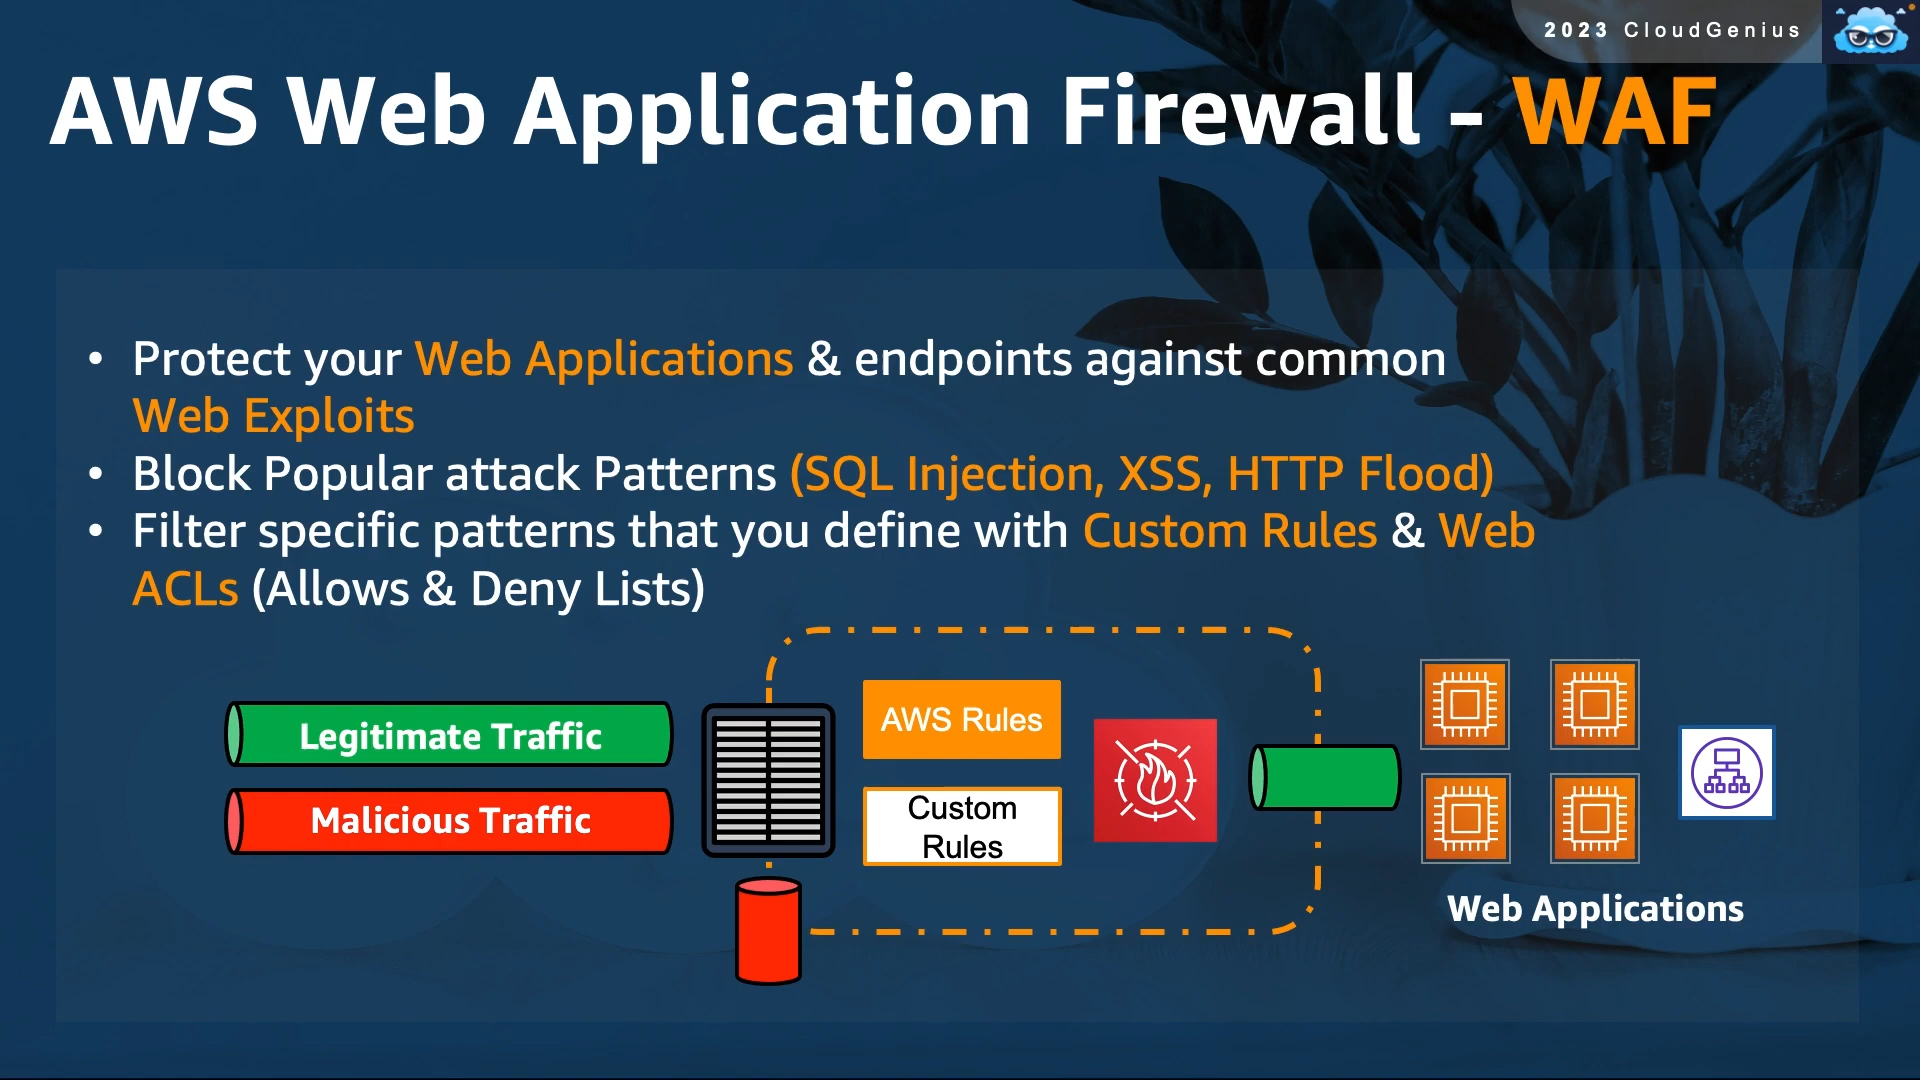 2023 CloudGenius
AWS Web Application Firewall - WAF
• Protect your Web Applications & endpoints against common
Web Exploits
• Block Popular attack Patterns (SQL Injection, XSS, HTTP Flood)
• Filter specific patterns that you define with Custom Rules & Web
ACLs (Allows & Deny Lists)
Legitimate Traffic
Malicious Traffic
AWS Rules
Custom
Rules
Web Applications